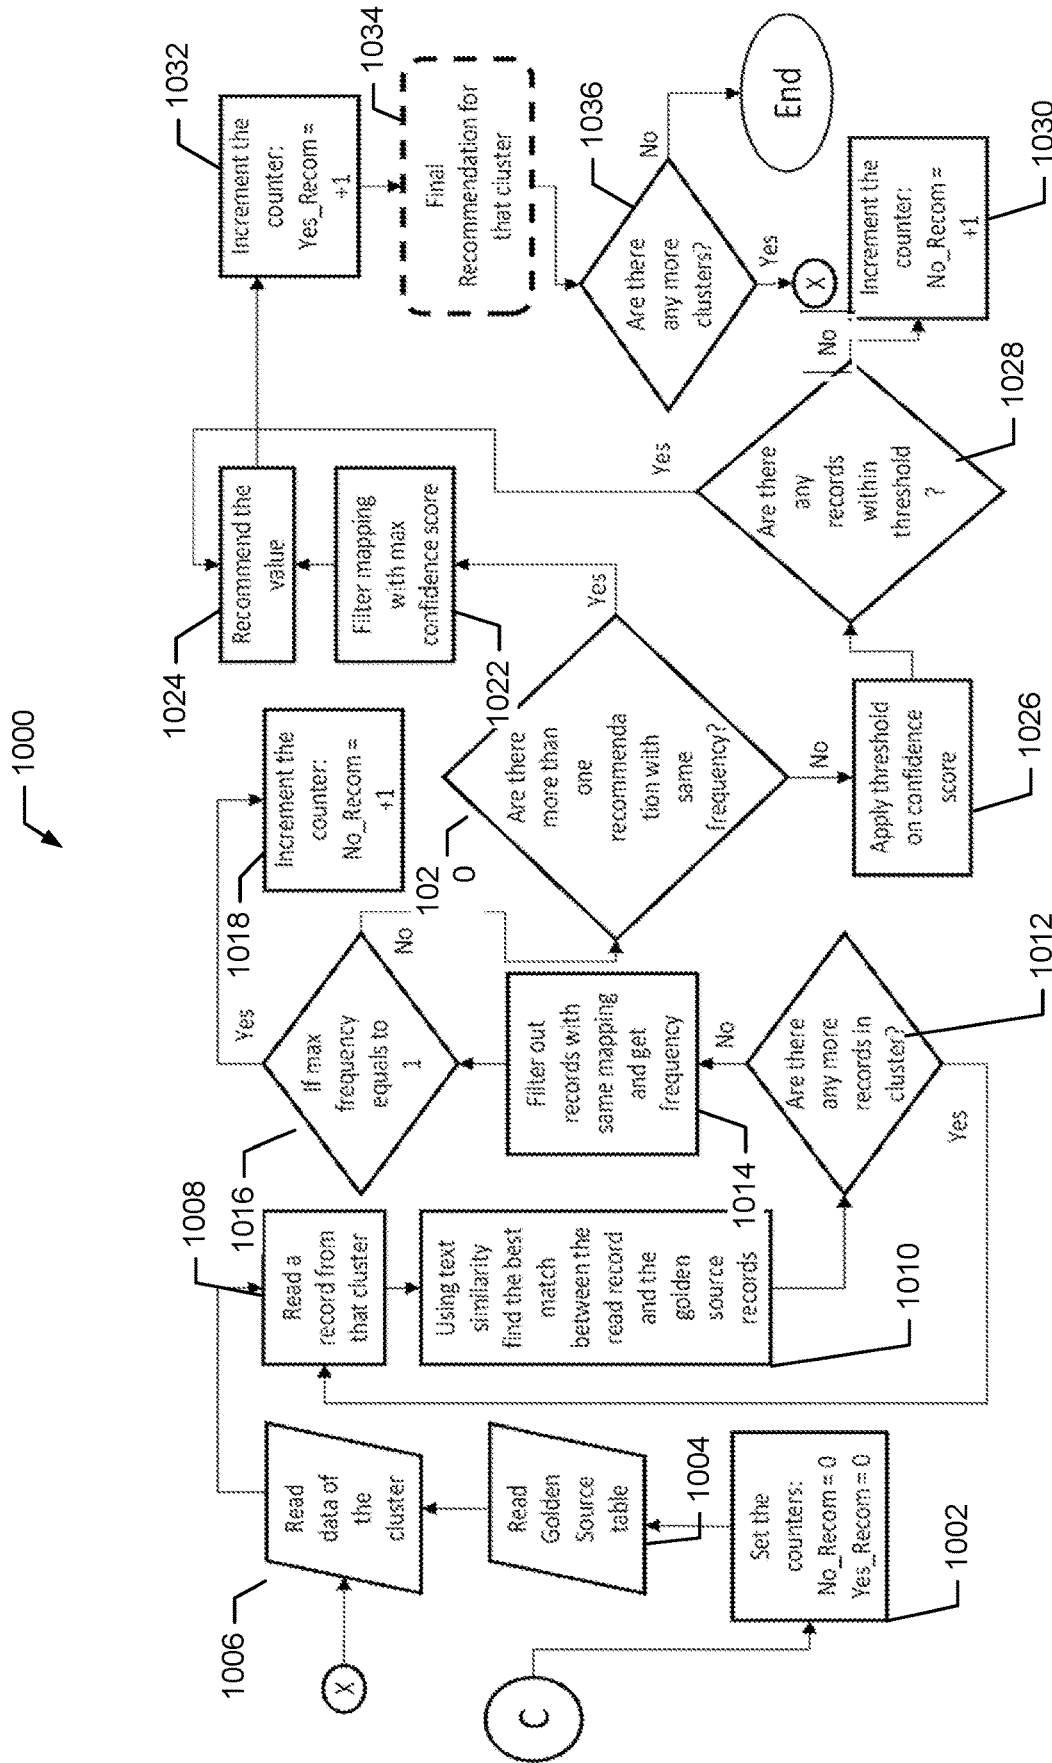 1000
C
X
1002
Set the
counters:
No_Recom = 0
Yes_Recom = 0
1004
Read
Golden
Source
table
1006
Read
data of
the
cluster
1008
Read a
record from
that cluster
1010
Using text
similarity
find the best
match
between the
read record
and the
golden
source
records
1012
Are there
any more
records in
cluster?
Yes
No
1014
Filter out
records with
same mapping
and get
frequency
1016
If max
frequency
equals to
1
Yes
No
1018
Increment the
counter:
No_Recom =
+1
102
0
Are there
more than
one
recommenda
tion with
same
frequency?
Yes
No
1022
Filter mapping
with max
confidence score
1024
Recommend the
value
1026
Apply threshold
on confidence
score
1028
Are there
any
records
within
threshold
?
Yes
No
1030
Increment the
counter:
No_Recom =
+1
1032
Increment the
counter:
Yes_Recom =
+1
1034
Final
Recommendation for
that cluster
1036
Are there
any more
clusters?
Yes
No
X
End